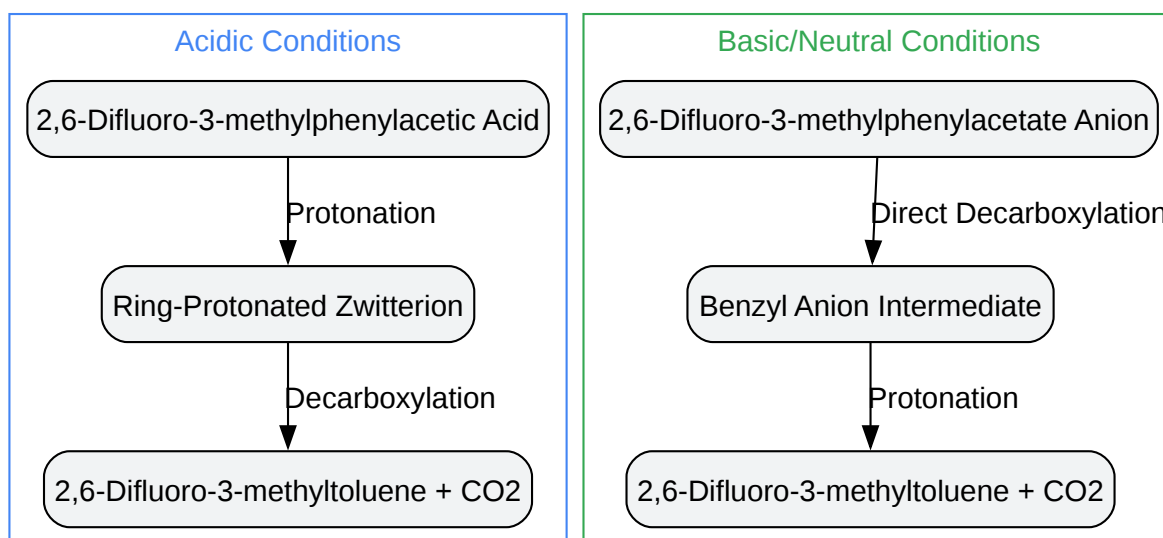 Acidic Conditions
2,6-Difluoro-3-methylphenylacetic Acid
Protonation
Ring-Protonated Zwitterion
Decarboxylation
2,6-Difluoro-3-methyltoluene + CO2
Basic/Neutral Conditions
2,6-Difluoro-3-methylphenylacetate Anion
Direct Decarboxylation
Benzyl Anion Intermediate
Protonation
2,6-Difluoro-3-methyltoluene + CO2